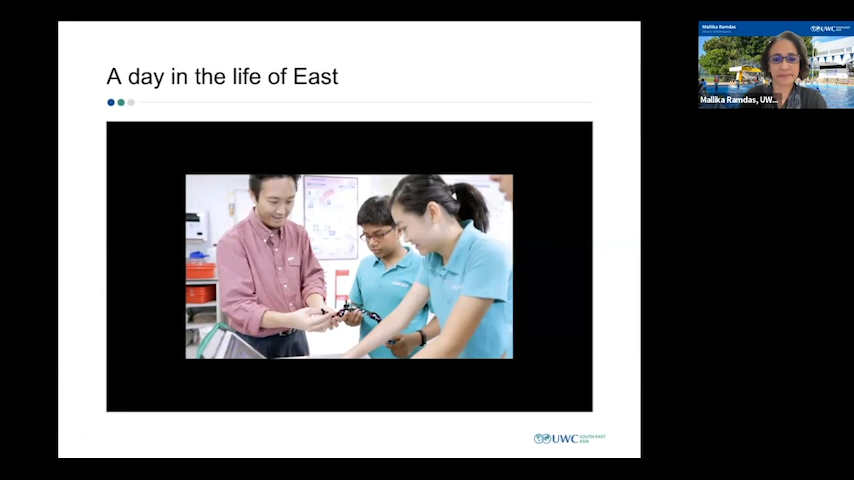 A day in the life of East
UWC SOUTH EAST
ASIA
Mallika Ramdas
UWC
Mallika Ramdas, UW...